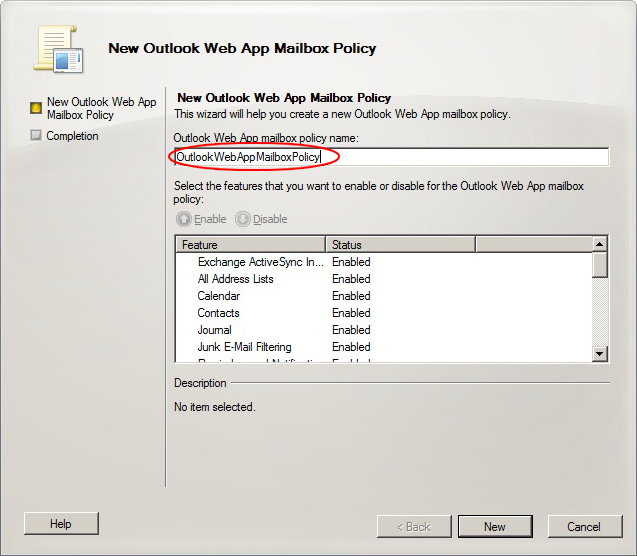 New Outlook Web App Mailbox Policy
New Outlook Web App
Mailbox Policy
Completion
New Outlook Web App Mailbox Policy
This wizard will help you create a new Outlook Web App mailbox policy.
Outlook Web App mailbox policy name:
OutlookWebAppMailboxPolicy
Select the features that you want to enable or disable for the Outlook Web App mailbox
policy:
Enable Disable
Feature Status
Exchange ActiveSync In... Enabled
All Address Lists Enabled
Calendar Enabled
Contacts Enabled
Journal Enabled
Junk E-Mail Filtering Enabled
Description
No item selected.
Help
< Back New Cancel